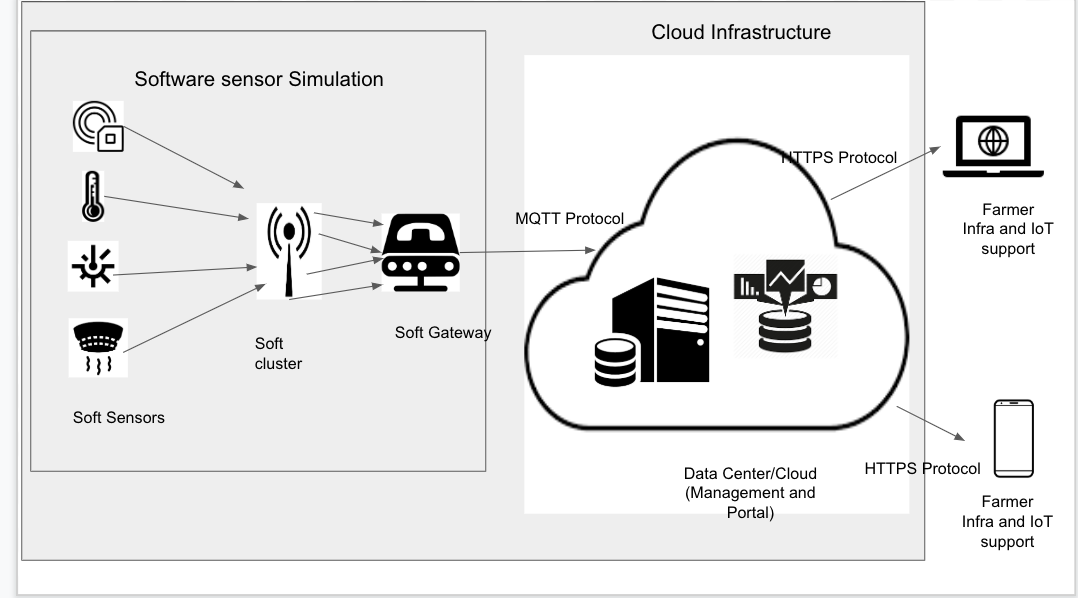 Cloud Infrastructure
Software sensor Simulation
HTTPS Protocol
MQTT Protocol
Farmer
Infra and IoT
support
Soft Gateway
Soft
cluster
Soft Sensors
Data Center/Cloud
(Management and
Portal)
HTTPS Protocol
Farmer
Infra and IoT
support